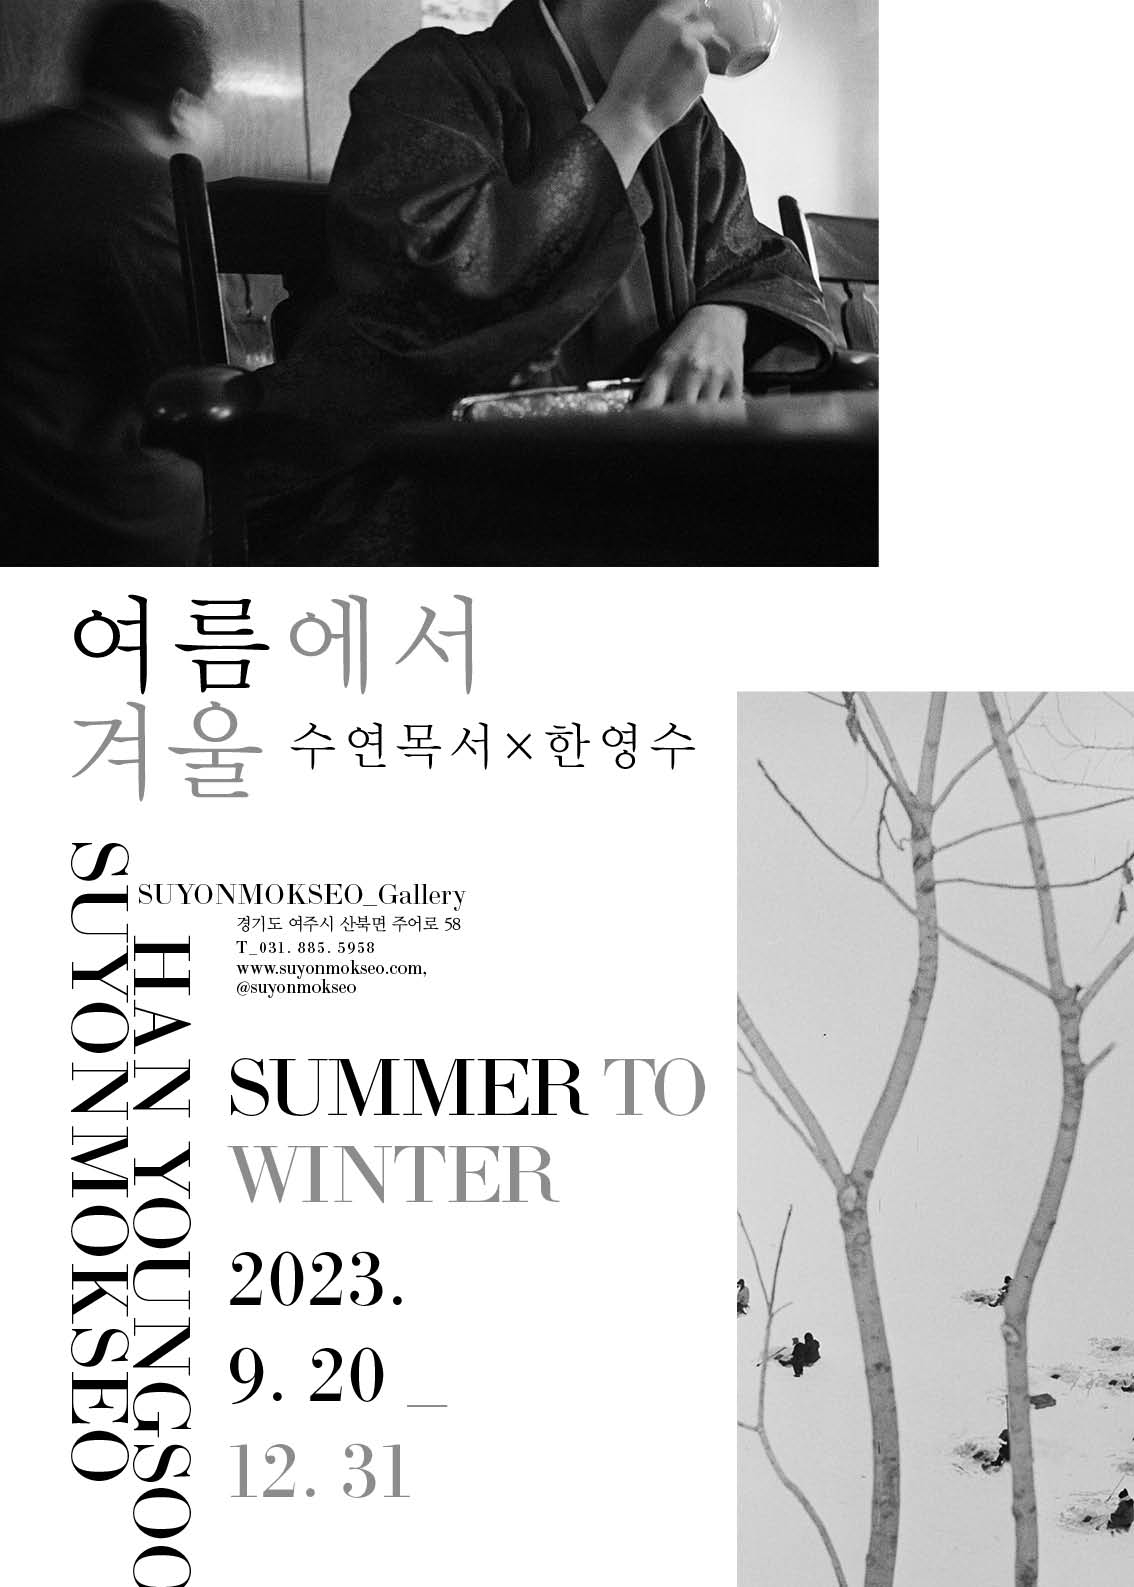 여름에서
겨울 수연목서×한영수
SUYONMOKSEO
HAN YOUNGSOO
SUYONMOKSEO_Gallery
경기도 여주시 산북면 주어로 58
T_031. 885. 5958
www.suyonmokseo.com,
@suyonmokseo
SUMMER TO
WINTER
2023.
9. 20 _
12. 31